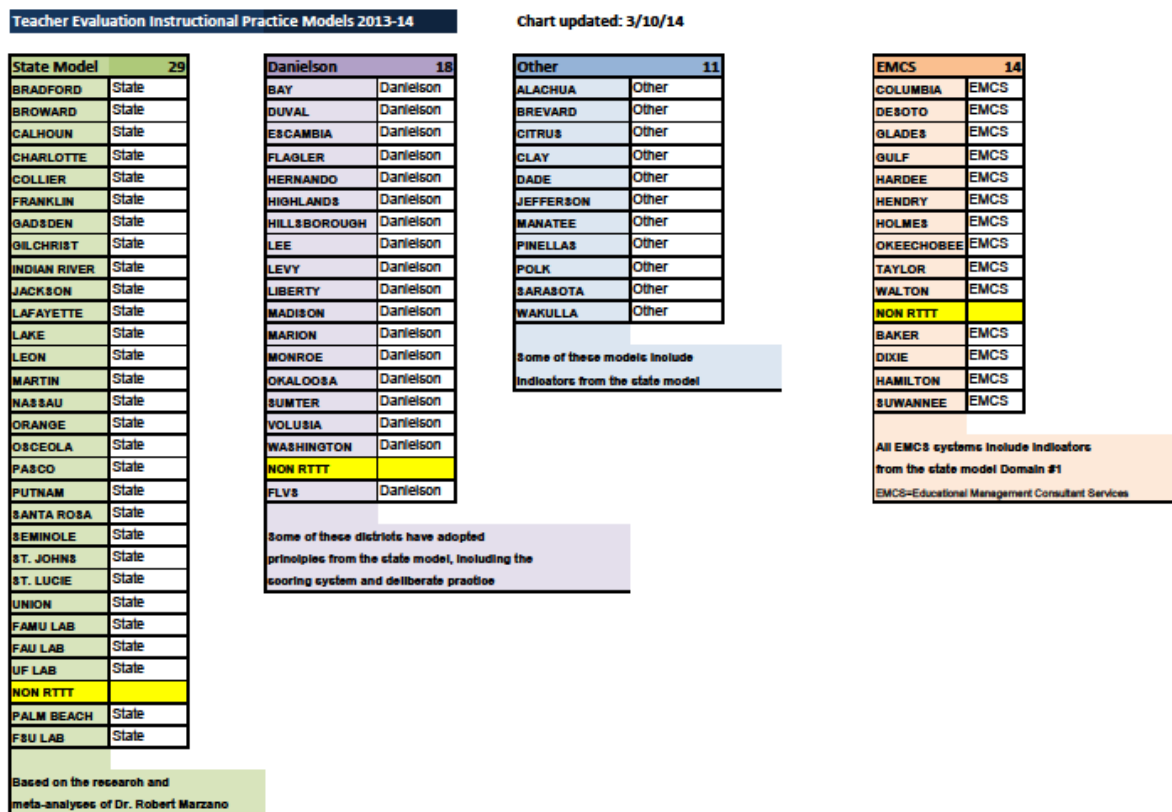 Teacher Evaluation Instructional Practice Models 2013-14
Chart updated: 3/10/14
State Model 29
BRADFORD State
BROWARD State
CALHOUN State
CHARLOTTE State
COLLIER State
FRANKLIN State
GADSDEN State
GILCHRIST State
INDIAN RIVER State
JACKSON State
LAFAYETTE State
LAKE State
LEON State
MARTIN State
NASSAU State
ORANGE State
OSCEOLA State
PASCO State
PUTNAM State
SANTA ROSA State
SEMINOLE State
ST. JOHNS State
ST. LUCIE State
UNION State
FAMU LAB State
FAU LAB State
UF LAB State
NON RTTT
PALM BEACH State
FSU LAB State
Based on the research and
meta-analyses of Dr. Robert Marzano
Danielson 18
BAY Danielson
DUVAL Danielson
ESCAMBIA Danielson
FLAGLER Danielson
HERNANDO Danielson
HIGHLANDS Danielson
HILLSBOROUGH Danielson
LEE Danielson
LEVY Danielson
LIBERTY Danielson
MADISON Danielson
MARION Danielson
MONROE Danielson
OKALOOSA Danielson
SUMTER Danielson
VOLUSIA Danielson
WASHINGTON Danielson
NON RTTT
FLVS Danielson
Some of these districts have adopted
principles from the state model, including the
scoring system and deliberate practice
Other 11
ALACHUA Other
BREVARD Other
CITRUS Other
CLAY Other
DADE Other
JEFFERSON Other
MANATEE Other
PINELLAS Other
POLK Other
SARASOTA Other
WAKULLA Other
Some of these models include
indicators from the state model
EMCS 14
COLUMBIA EMCS
DESOTO EMCS
GLADES EMCS
GULF EMCS
HARDEE EMCS
HENDRY EMCS
HOLMES EMCS
OKEECHOBEE EMCS
TAYLOR EMCS
WALTON EMCS
NON RTTT
BAKER EMCS
DIXIE EMCS
HAMILTON EMCS
SUWANNEE EMCS
All EMCS systems include indicators
from the state model Domain #1
EMCS=Educational Management Consultant Services